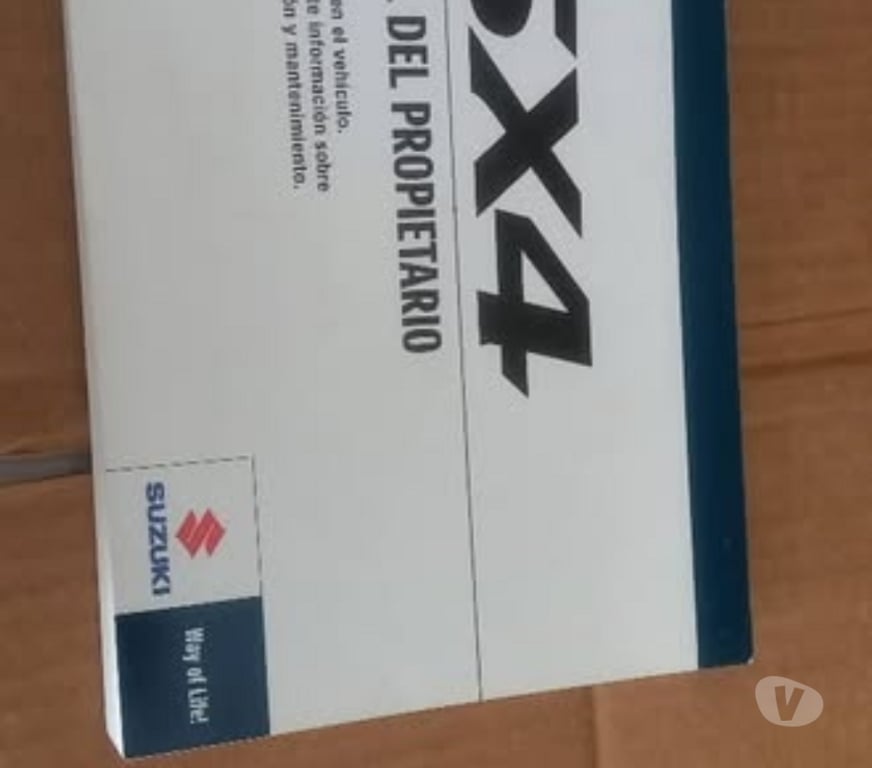 SX4
DEL PROPIETARIO
en el vehículo.
te información sobre
ón y mantenimiento.
SUZUKI
Way of Life!
V